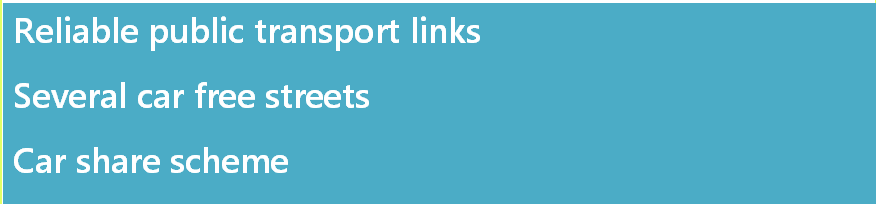 Reliable public transport links
Several car free streets
Car share scheme